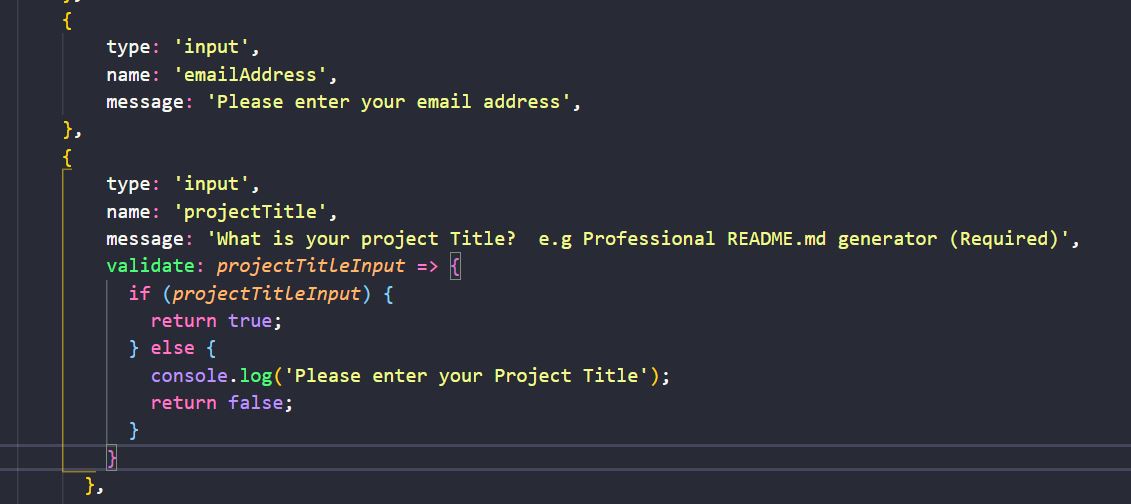 {
type: 'input',
name: 'emailAddress',
message: 'Please enter your email address',
},
{
type: 'input',
name: 'projectTitle',
message: 'What is your project Title?  e.g Professional README.md generator (Required)',
validate: projectTitleInput => {
if (projectTitleInput) {
return true;
} else {
console.log('Please enter your Project Title');
return false;
}
}
},